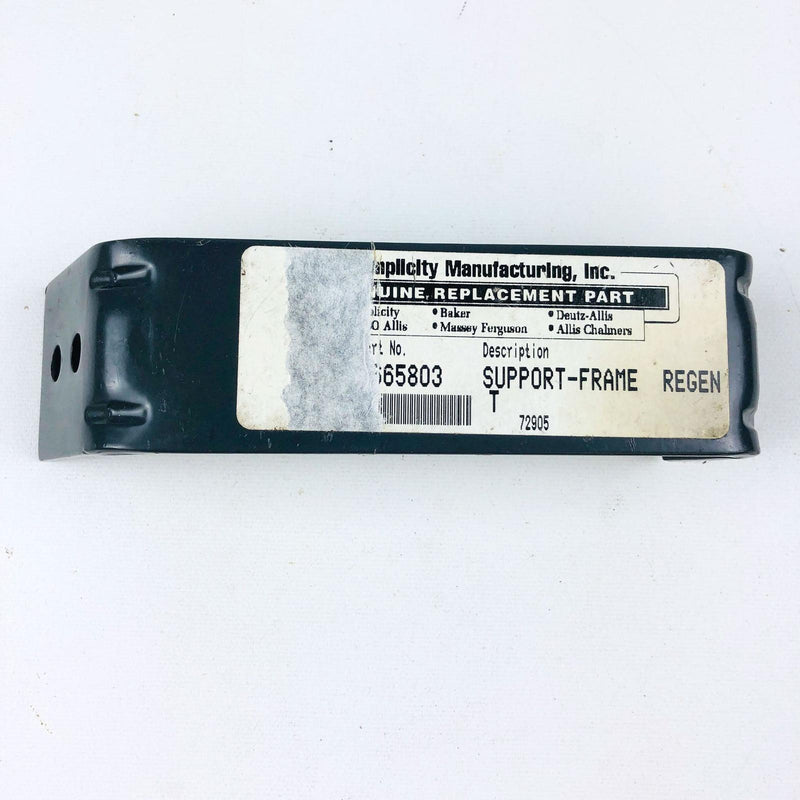 mplicity Manufacturing, Inc.
UINE REPLACEMENT PART
plicity • Baker • Deutz-Allis
O Allis • Massey Ferguson • Allis Chalmers
rt No. Description
665803 SUPPORT-FRAME REGEN
T
72905